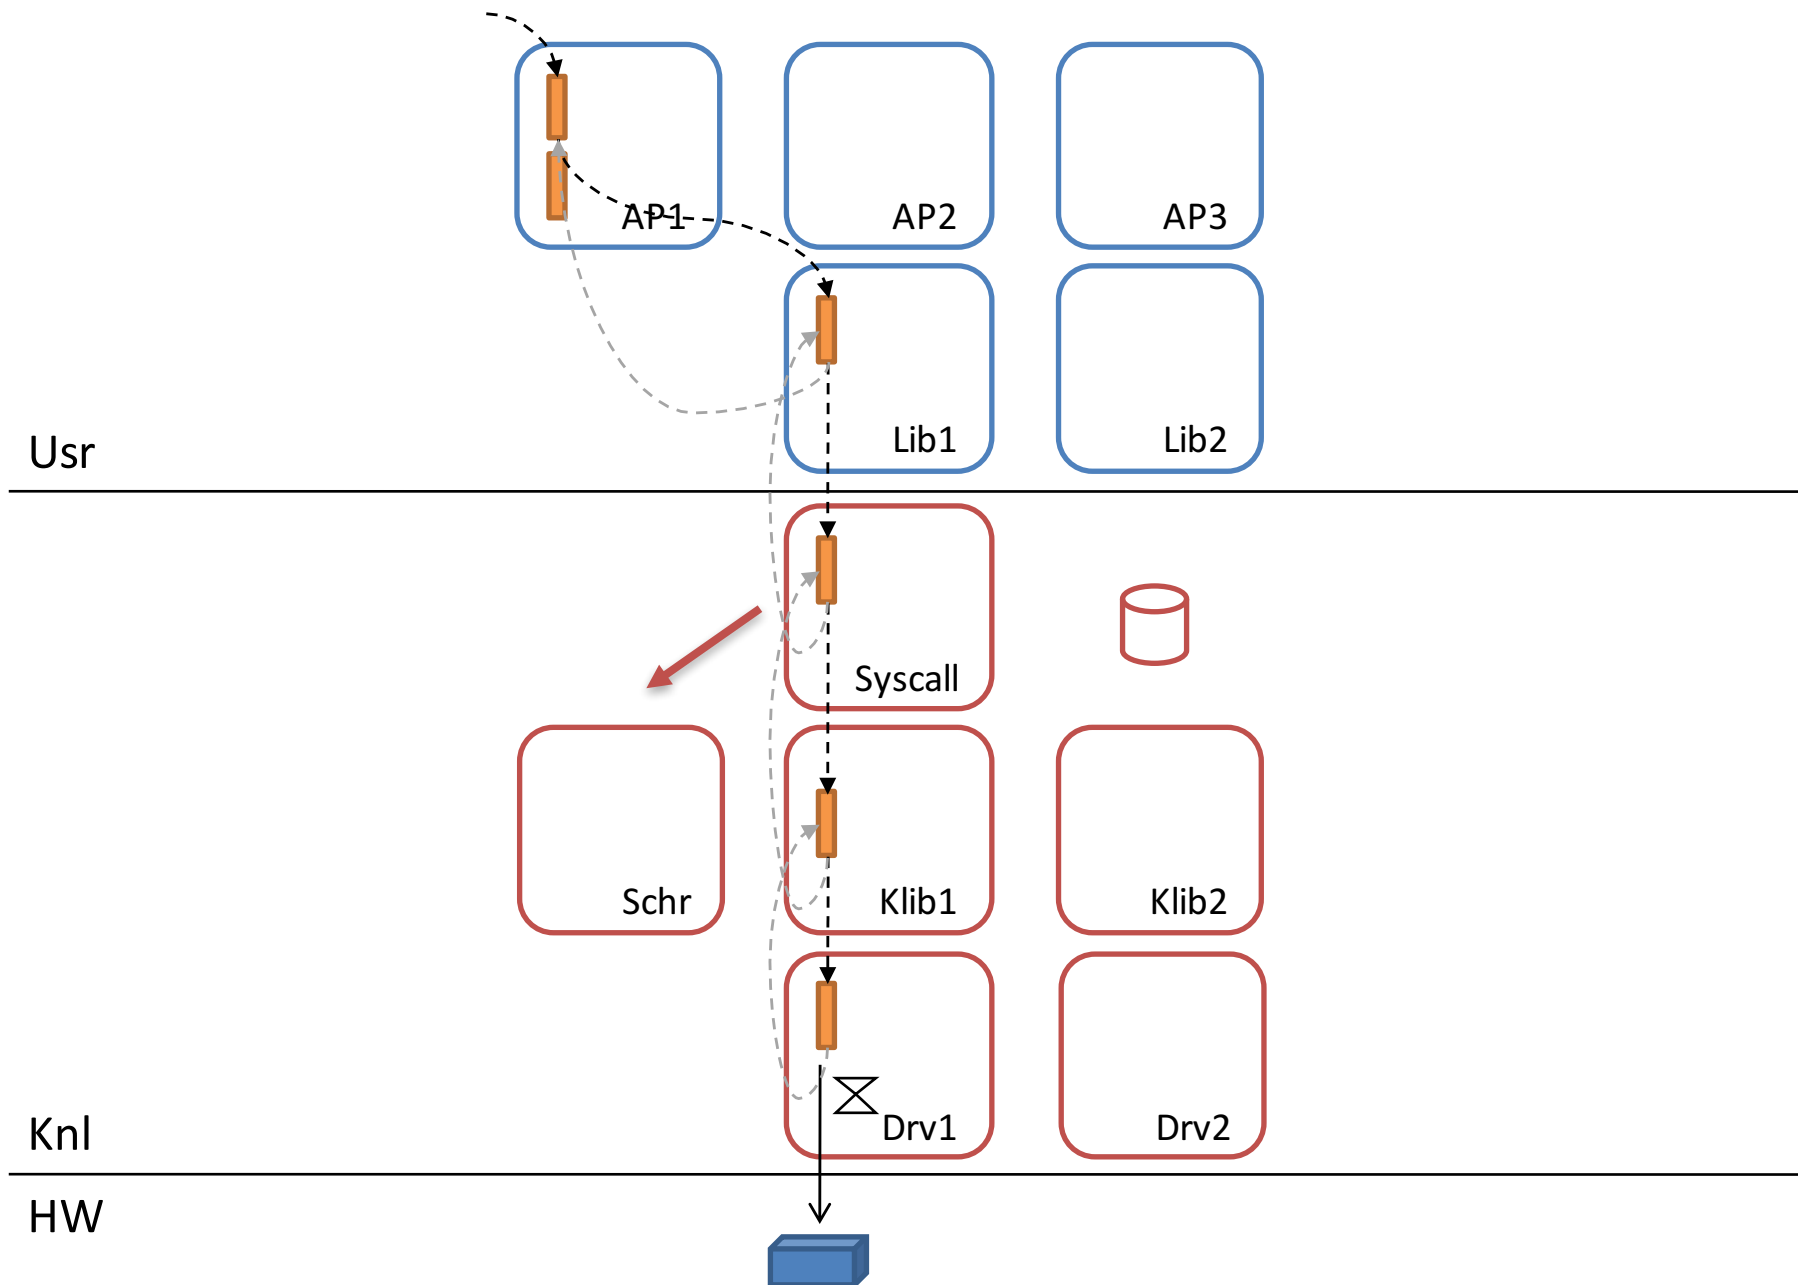 AP1
AP2
AP3
Lib1
Lib2
Usr
Syscall
Schr
Klib1
Klib2
Drv1
Drv2
Knl
HW